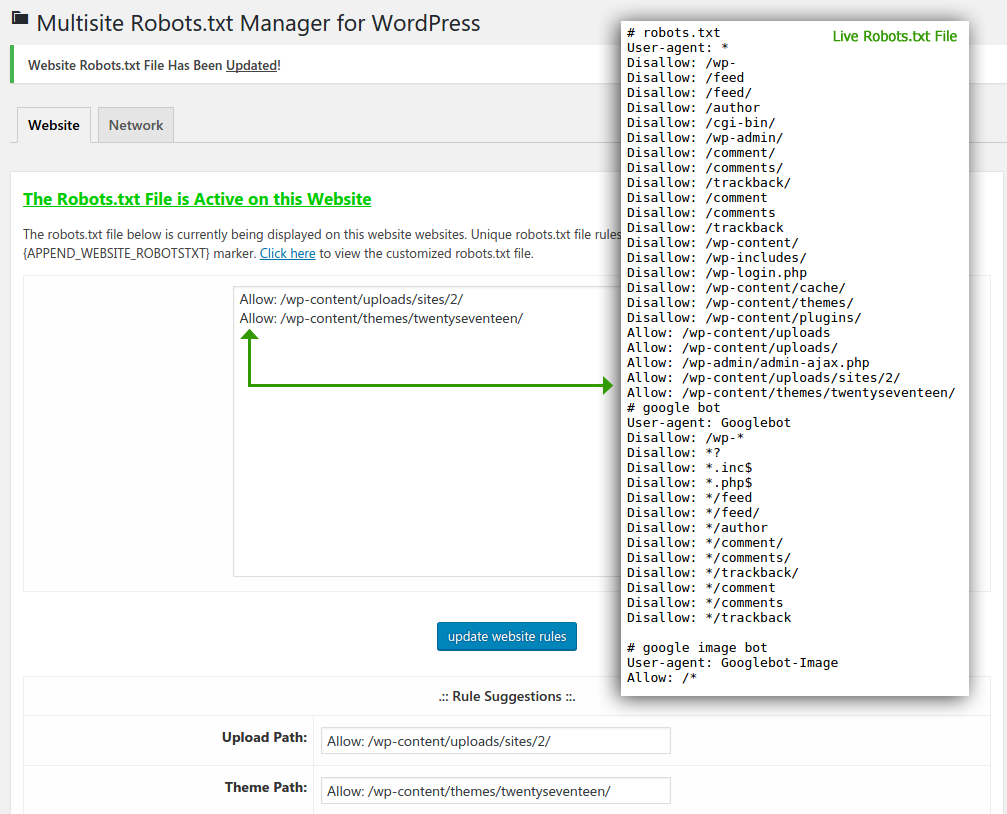 Multisite Robots.txt Manager for WordPress
Website Robots.txt File Has Been Updated!
Website
Network
The Robots.txt File is Active on this Website
The robots.txt file below is currently being displayed on this website websites. Unique robots.txt file rules
{APPEND_WEBSITE_ROBOTSTXT} marker. Click here to view the customized robots.txt file.
Allow: /wp-content/uploads/sites/2/
Allow: /wp-content/themes/twentyseventeen/
update website rules
.:: Rule Suggestions ::.
Upload Path:
Allow: /wp-content/uploads/sites/2/
Theme Path:
Allow: /wp-content/themes/twentyseventeen/
Live Robots.txt File
# robots.txt
User-agent: *
Disallow: /wp-
Disallow: /feed
Disallow: /feed/
Disallow: /author
Disallow: /cgi-bin/
Disallow: /wp-admin/
Disallow: /comment/
Disallow: /comments/
Disallow: /trackback/
Disallow: /comment
Disallow: /comments
Disallow: /trackback
Disallow: /wp-content/
Disallow: /wp-includes/
Disallow: /wp-login.php
Disallow: /wp-content/cache/
Disallow: /wp-content/themes/
Disallow: /wp-content/plugins/
Allow: /wp-content/uploads
Allow: /wp-content/uploads/
Allow: /wp-admin/admin-ajax.php
Allow: /wp-content/uploads/sites/2/
Allow: /wp-content/themes/twentyseventeen/
# google bot
User-agent: Googlebot
Disallow: /wp-*
Disallow: *?
Disallow: *.inc$
Disallow: *.php$
Disallow: */feed
Disallow: */feed/
Disallow: */author
Disallow: */comment/
Disallow: */comments/
Disallow: */trackback/
Disallow: */comment
Disallow: */comments
Disallow: */trackback
# google image bot
User-agent: Googlebot-Image
Allow: /*